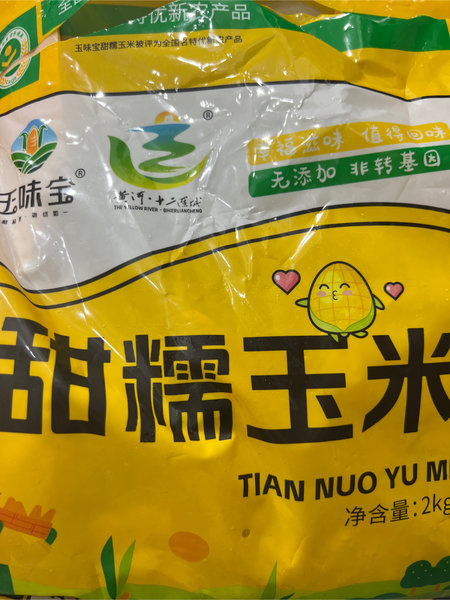 特优新农产品
玉味宝甜糯玉米被评为全国名特优新农产品
幸福滋味 值得回味
无添加 非转基因
玉味宝®
黄河·十二连城®
THE YELLOW RIVER · SHIERLIANCHENG
甜糯玉米
TIAN NUO YU MI
净含量:2kg